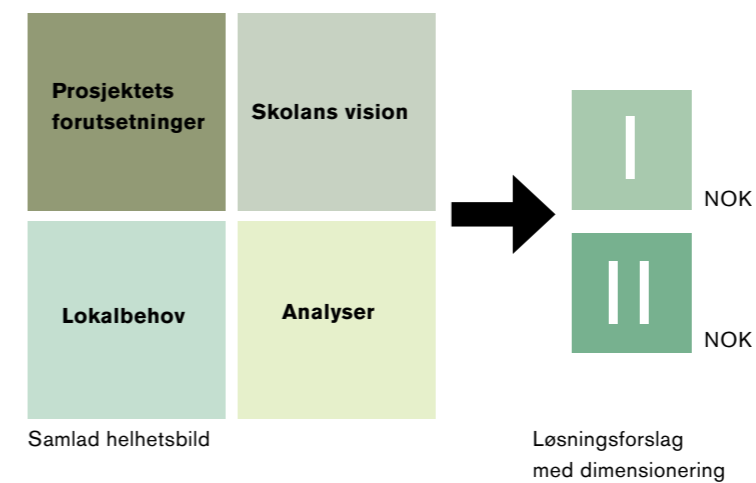 Prosjektets
forutsetninger
Skolans vision
Lokalbehov
Analyser
Samlad helhetsbild
I
NOK
II
NOK
Løsningsforslag
med dimensionering